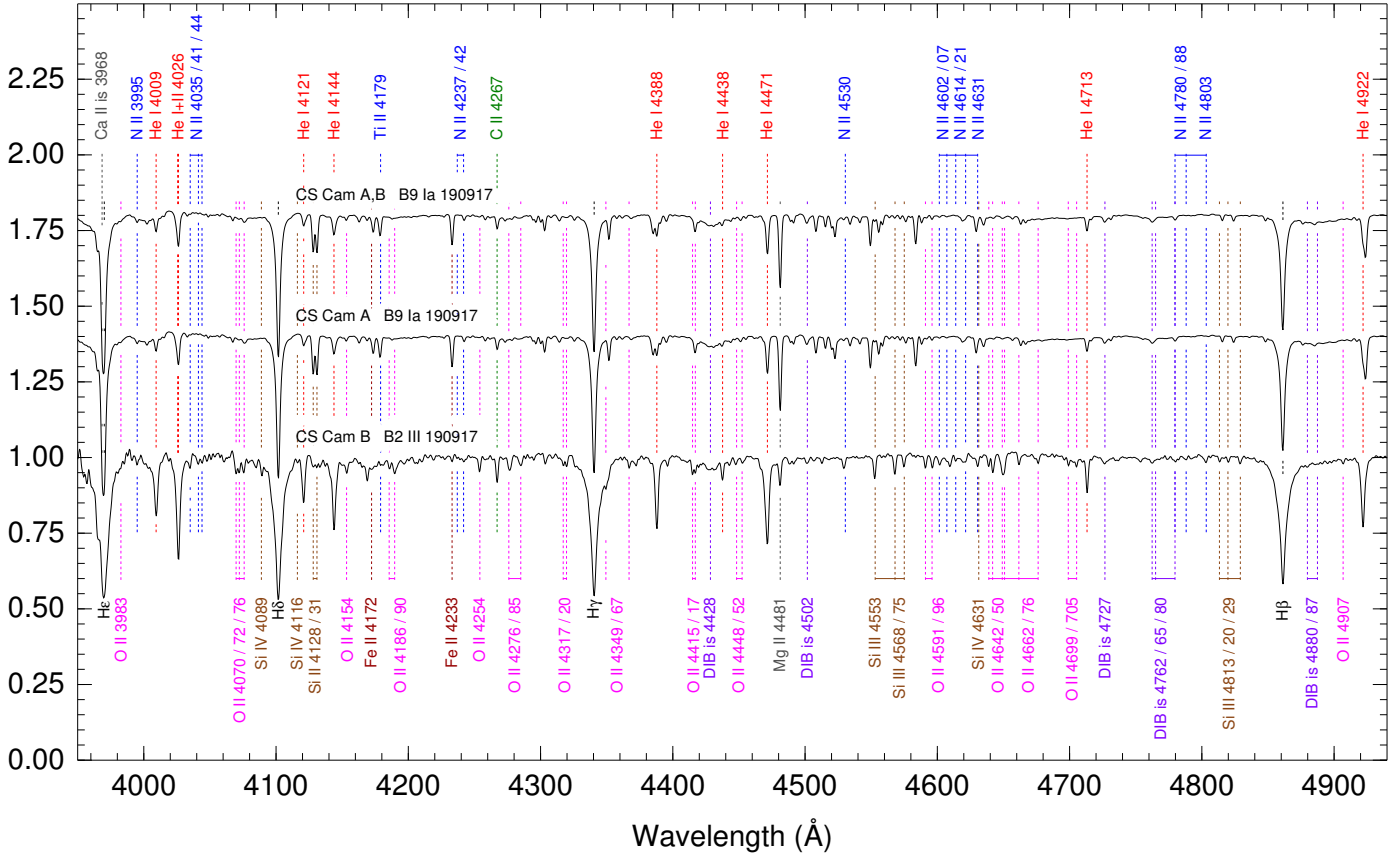 Ca II is 3968
N II 3995
He I 4009
He I+II 4026
N II 4035 / 41 / 44
He I 4121
He I 4144
Ti II 4179
N II 4237 / 42
C II 4267
He I 4388
He I 4438
He I 4471
N II 4530
N II 4602 / 07
N II 4614 / 21
N II 4631
He I 4713
N II 4780 / 88
N II 4803
He I 4922
2.25
2.00
1.75
1.50
1.25
1.00
0.75
0.50
0.25
0.00
CS Cam A,B B9 Ia 190917
CS Cam A B9 Ia 190917
CS Cam B B2 III 190917
Hε
O II 3983
O II 4070 / 72 / 76
Si IV 4089
Hδ
Si IV 4116
Si II 4128 / 31
O II 4154
Fe II 4172
O II 4186 / 90
Fe II 4233
O II 4254
O II 4276 / 85
O II 4317 / 20
Hγ
O II 4349 / 67
O II 4415 / 17
DIB is 4428
O II 4448 / 52
Mg II 4481
DIB is 4502
Si III 4553
Si III 4568 / 75
O II 4591 / 96
Si IV 4631
O II 4642 / 50
O II 4662 / 76
O II 4699 / 705
DIB is 4727
DIB is 4762 / 65 / 80
Si III 4813 / 20 / 29
Hβ
DIB is 4880 / 87
O II 4907
4000 4100 4200 4300 4400 4500 4600 4700 4800 4900
Wavelength (Å)